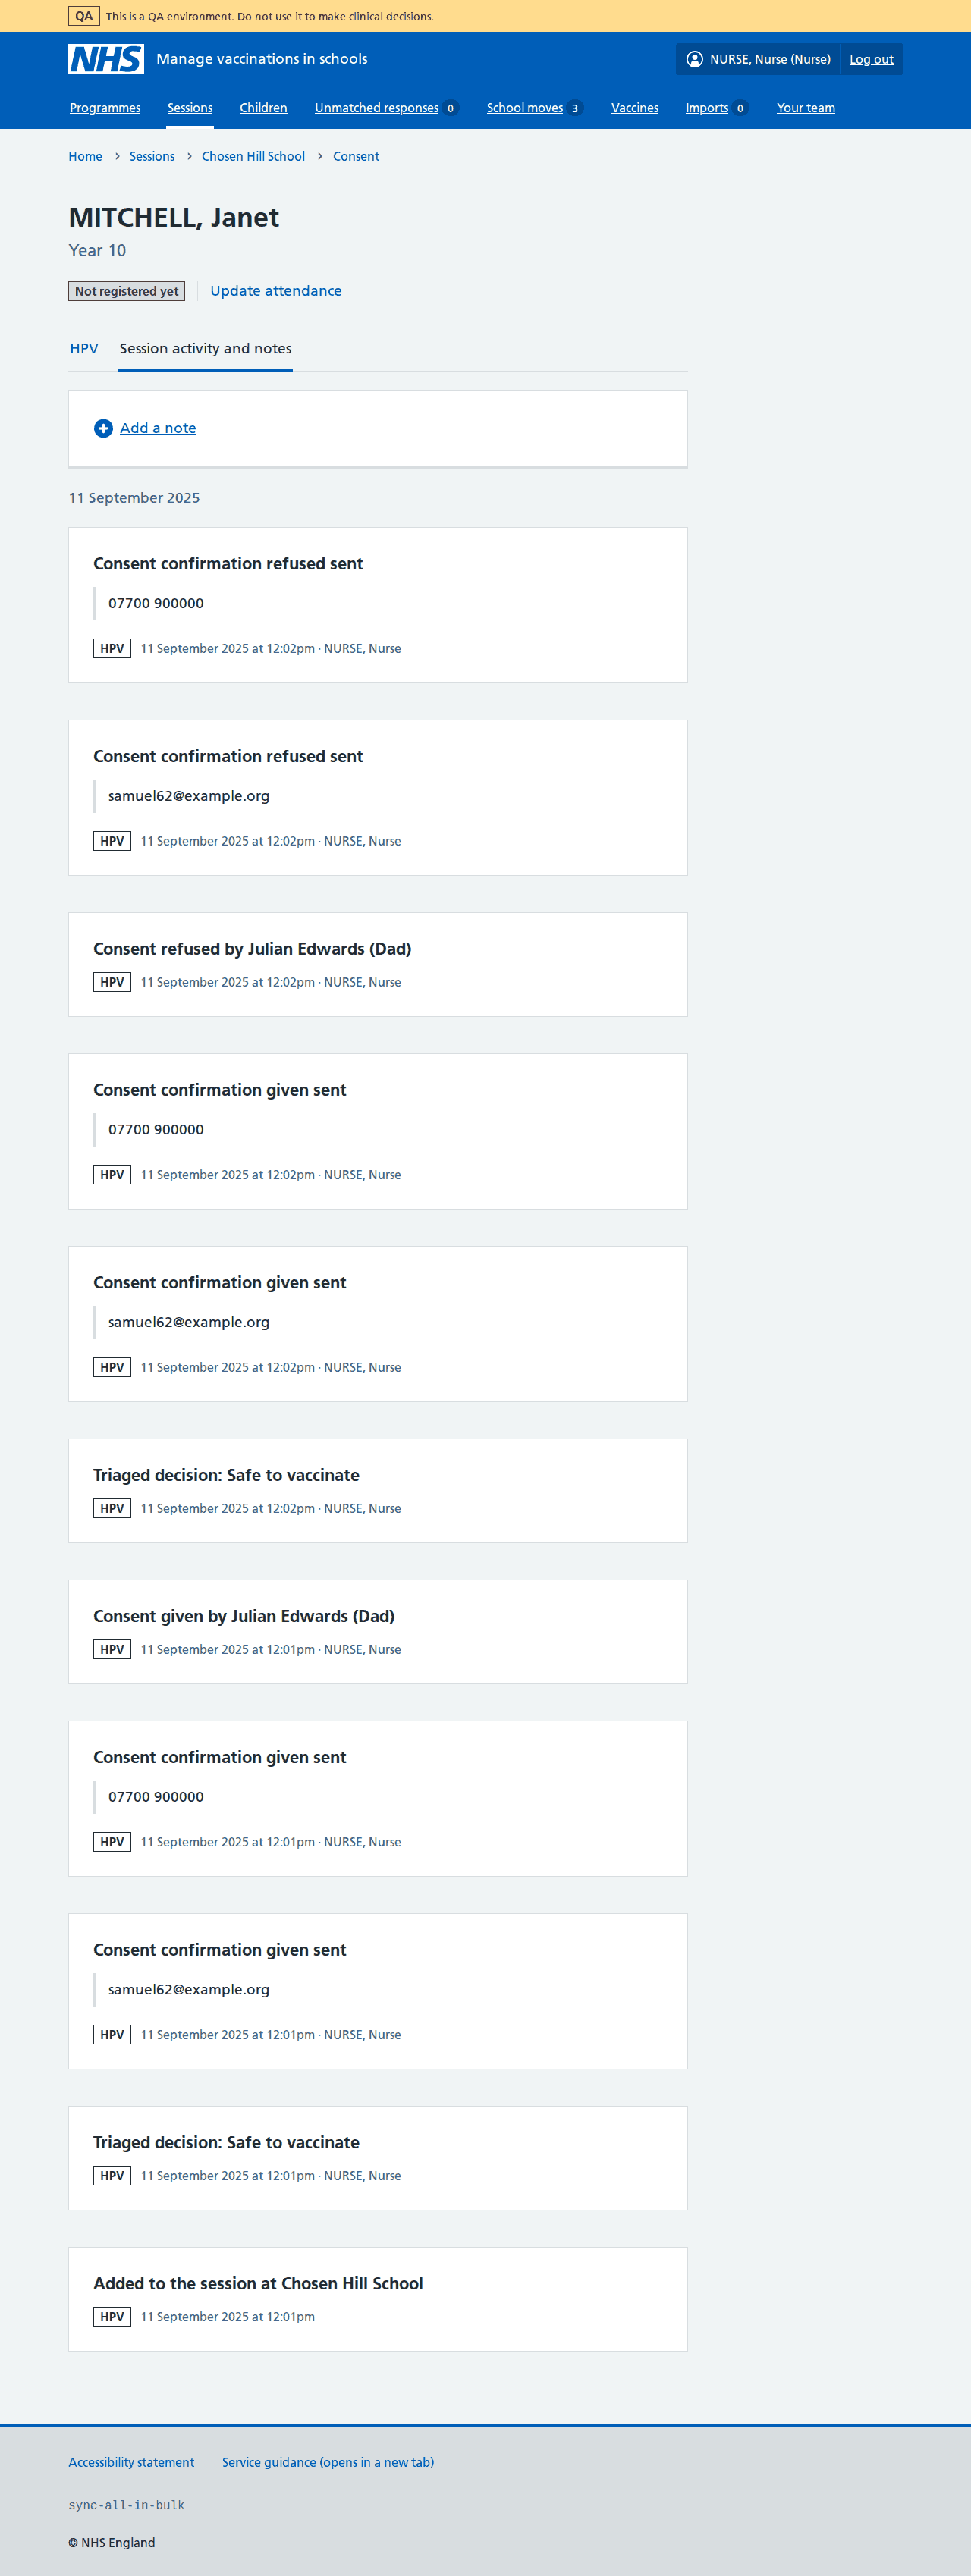 QA This is a QA environment. Do not use it to make clinical decisions.
NHS Manage vaccinations in schools NURSE, Nurse (Nurse) Log out
Programmes Sessions Children Unmatched responses 0 School moves 3 Vaccines Imports 0 Your team
Home Sessions Chosen Hill School Consent
MITCHELL, Janet
Year 10
Not registered yet Update attendance
HPV Session activity and notes
Add a note
11 September 2025
Consent confirmation refused sent
07700 900000
HPV 11 September 2025 at 12:02pm · NURSE, Nurse
Consent confirmation refused sent
samuel62@example.org
HPV 11 September 2025 at 12:02pm · NURSE, Nurse
Consent refused by Julian Edwards (Dad)
HPV 11 September 2025 at 12:02pm · NURSE, Nurse
Consent confirmation given sent
07700 900000
HPV 11 September 2025 at 12:02pm · NURSE, Nurse
Consent confirmation given sent
samuel62@example.org
HPV 11 September 2025 at 12:02pm · NURSE, Nurse
Triaged decision: Safe to vaccinate
HPV 11 September 2025 at 12:02pm · NURSE, Nurse
Consent given by Julian Edwards (Dad)
HPV 11 September 2025 at 12:01pm · NURSE, Nurse
Consent confirmation given sent
07700 900000
HPV 11 September 2025 at 12:01pm · NURSE, Nurse
Consent confirmation given sent
samuel62@example.org
HPV 11 September 2025 at 12:01pm · NURSE, Nurse
Triaged decision: Safe to vaccinate
HPV 11 September 2025 at 12:01pm · NURSE, Nurse
Added to the session at Chosen Hill School
HPV 11 September 2025 at 12:01pm
Accessibility statement Service guidance (opens in a new tab)
sync-all-in-bulk
© NHS England